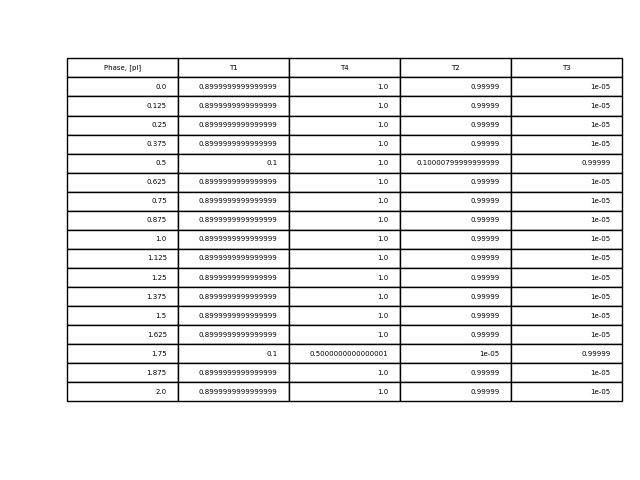 Phase, [pi] T1 T4 T2 T3
0.0 0.8999999999999999 1.0 0.99999 1e-05
0.125 0.8999999999999999 1.0 0.99999 1e-05
0.25 0.8999999999999999 1.0 0.99999 1e-05
0.375 0.8999999999999999 1.0 0.99999 1e-05
0.5 0.1 1.0 0.10000799999999999 0.99999
0.625 0.8999999999999999 1.0 0.99999 1e-05
0.75 0.8999999999999999 1.0 0.99999 1e-05
0.875 0.8999999999999999 1.0 0.99999 1e-05
1.0 0.8999999999999999 1.0 0.99999 1e-05
1.125 0.8999999999999999 1.0 0.99999 1e-05
1.25 0.8999999999999999 1.0 0.99999 1e-05
1.375 0.8999999999999999 1.0 0.99999 1e-05
1.5 0.8999999999999999 1.0 0.99999 1e-05
1.625 0.8999999999999999 1.0 0.99999 1e-05
1.75 0.1 0.5000000000000001 1e-05 0.99999
1.875 0.8999999999999999 1.0 0.99999 1e-05
2.0 0.8999999999999999 1.0 0.99999 1e-05